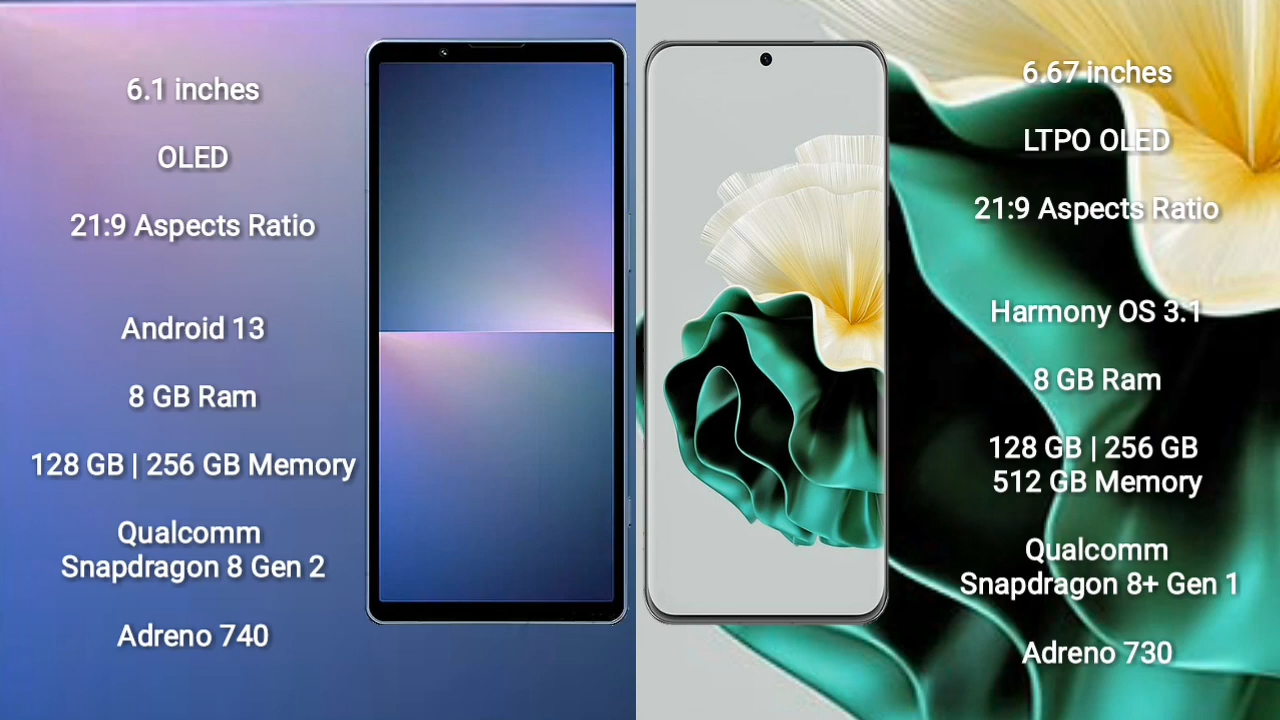 6.1 inches
OLED
21:9 Aspects Ratio
Android 13
8 GB Ram
128 GB | 256 GB Memory
Qualcomm
Snapdragon 8 Gen 2
Adreno 740
6.67 inches
LTPO OLED
21:9 Aspects Ratio
Harmony OS 3.1
8 GB Ram
128 GB | 256 GB
512 GB Memory
Qualcomm
Snapdragon 8+ Gen 1
Adreno 730